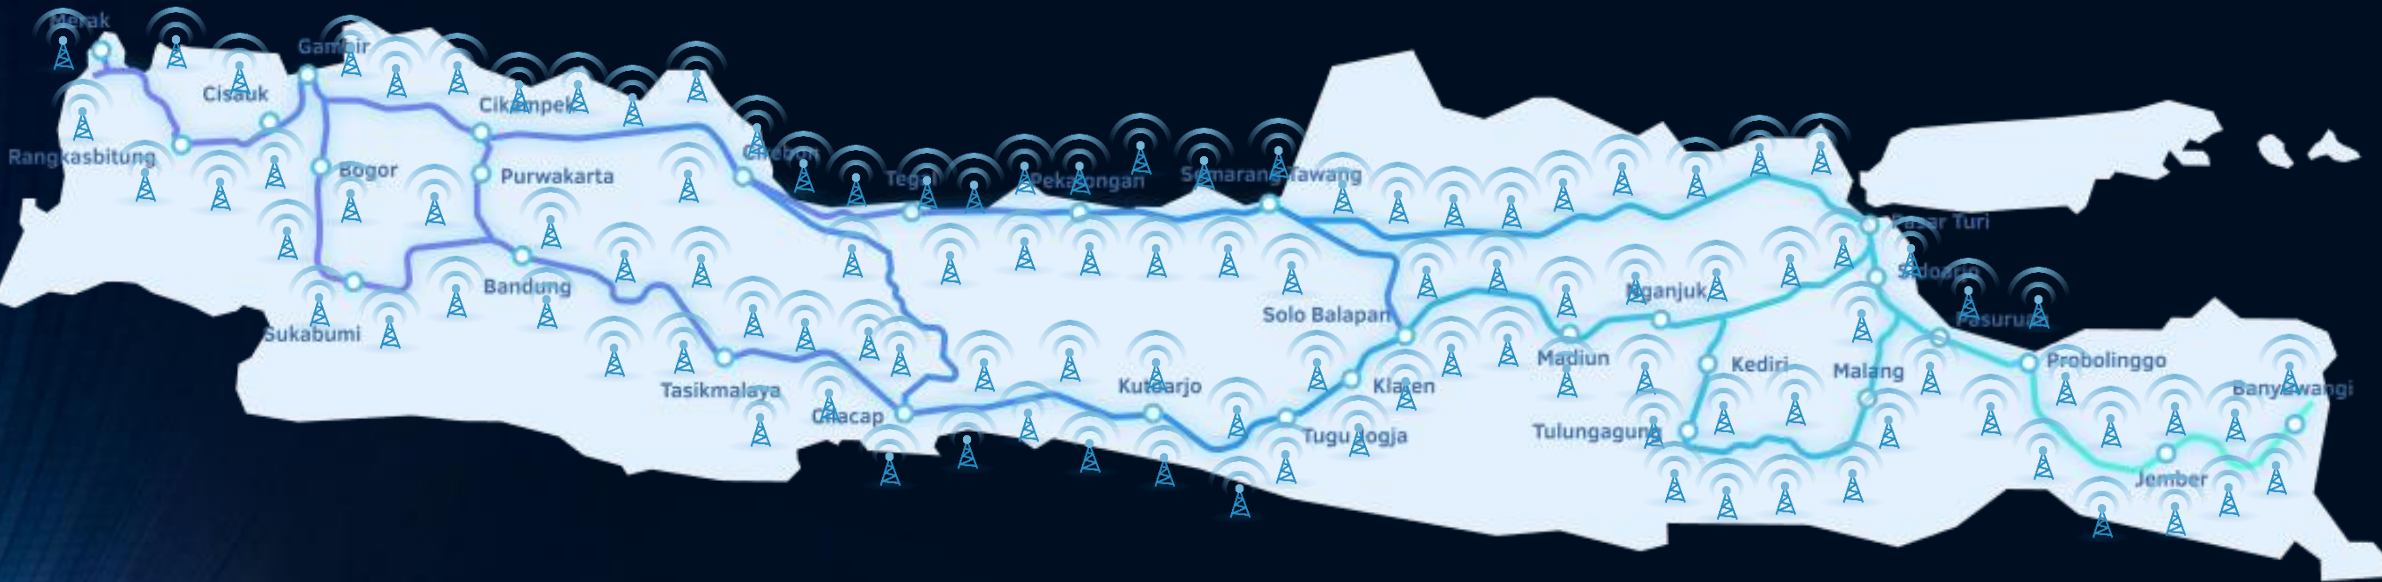 Merak
Gambir
Cisauk
Cikampek
Rangkasbitung
Bogor
Purwakarta
Cirebon
Tegal
Pekalongan
Semarang Tawang
Pasar Turi
Sidoarjo
Bandung
Sukabumi
Nganjuk
Solo Balapan
Pasuruan
Madiun
Kediri
Malang
Probolinggo
Tasikmalaya
Cilacap
Kutoarjo
Klaten
Banyuwangi
Tugu Jogja
Tulungagung
Jember